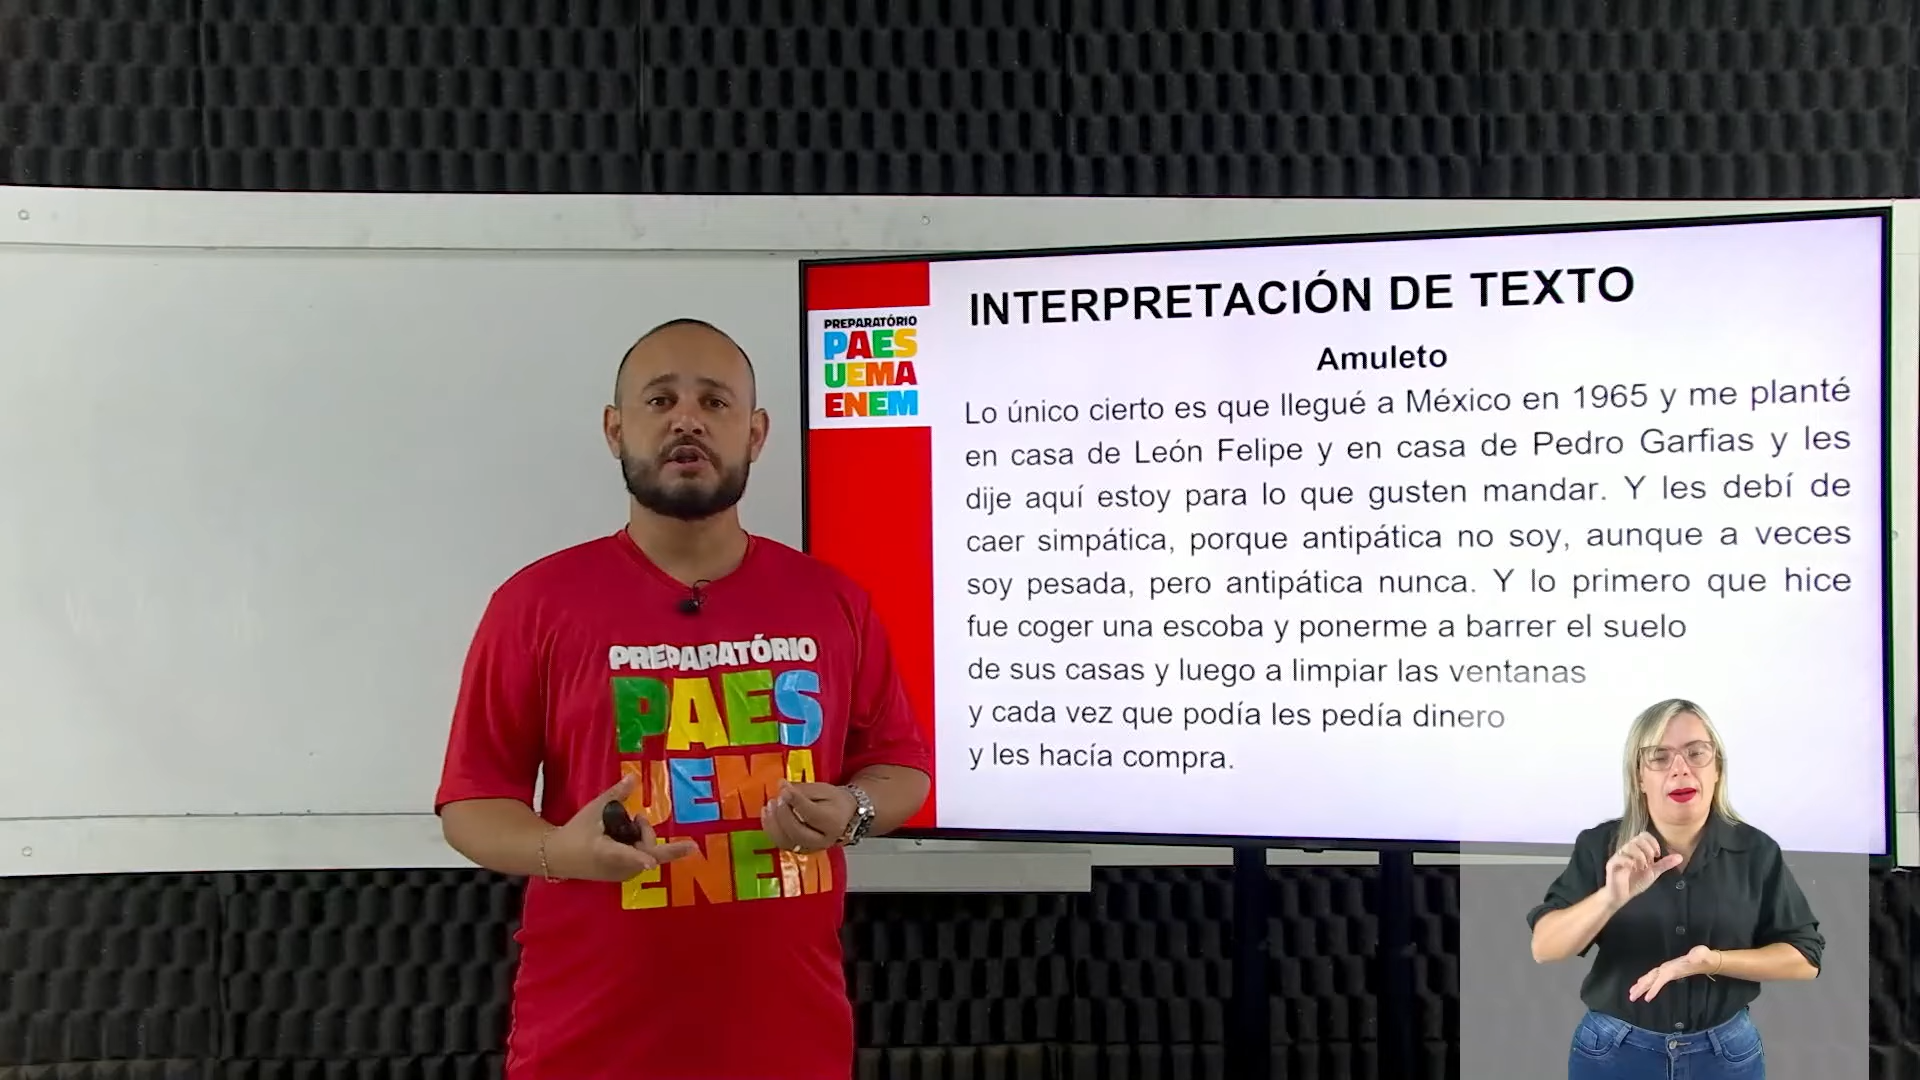 INTERPRETACIÓN DE TEXTO
PREPARATÓRIO
PAES
UEMA
ENEM
Amuleto
Lo único cierto es que llegué a México en 1965 y me planté
en casa de León Felipe y en casa de Pedro Garfias y les
dije aquí estoy para lo que gusten mandar. Y les debí de
caer simpática, porque antipática no soy, aunque a veces
soy pesada, pero antipática nunca. Y lo primero que hice
fue coger una escoba y ponerme a barrer el suelo
de sus casas y luego a limpiar las ventanas
y cada vez que podía les pedía dinero
y les hacía compra.
PREPARATÓRIO
PAES
UEMA
ENEM